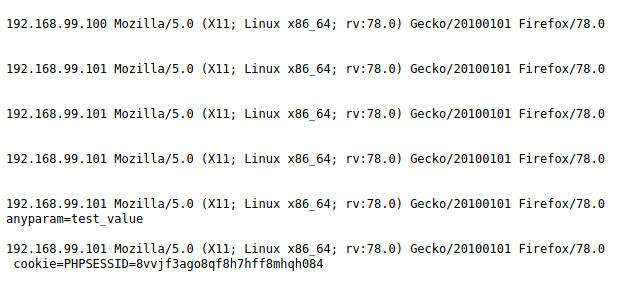 192.168.99.100 Mozilla/5.0 (X11; Linux x86_64; rv:78.0) Gecko/20100101 Firefox/78.0
192.168.99.101 Mozilla/5.0 (X11; Linux x86_64; rv:78.0) Gecko/20100101 Firefox/78.0
192.168.99.101 Mozilla/5.0 (X11; Linux x86_64; rv:78.0) Gecko/20100101 Firefox/78.0
192.168.99.101 Mozilla/5.0 (X11; Linux x86_64; rv:78.0) Gecko/20100101 Firefox/78.0
192.168.99.101 Mozilla/5.0 (X11; Linux x86_64; rv:78.0) Gecko/20100101 Firefox/78.0
anyparam=test_value
192.168.99.101 Mozilla/5.0 (X11; Linux x86_64; rv:78.0) Gecko/20100101 Firefox/78.0
cookie=PHPSESSID=8vvjf3ago8qf8h7hff8mhqh084